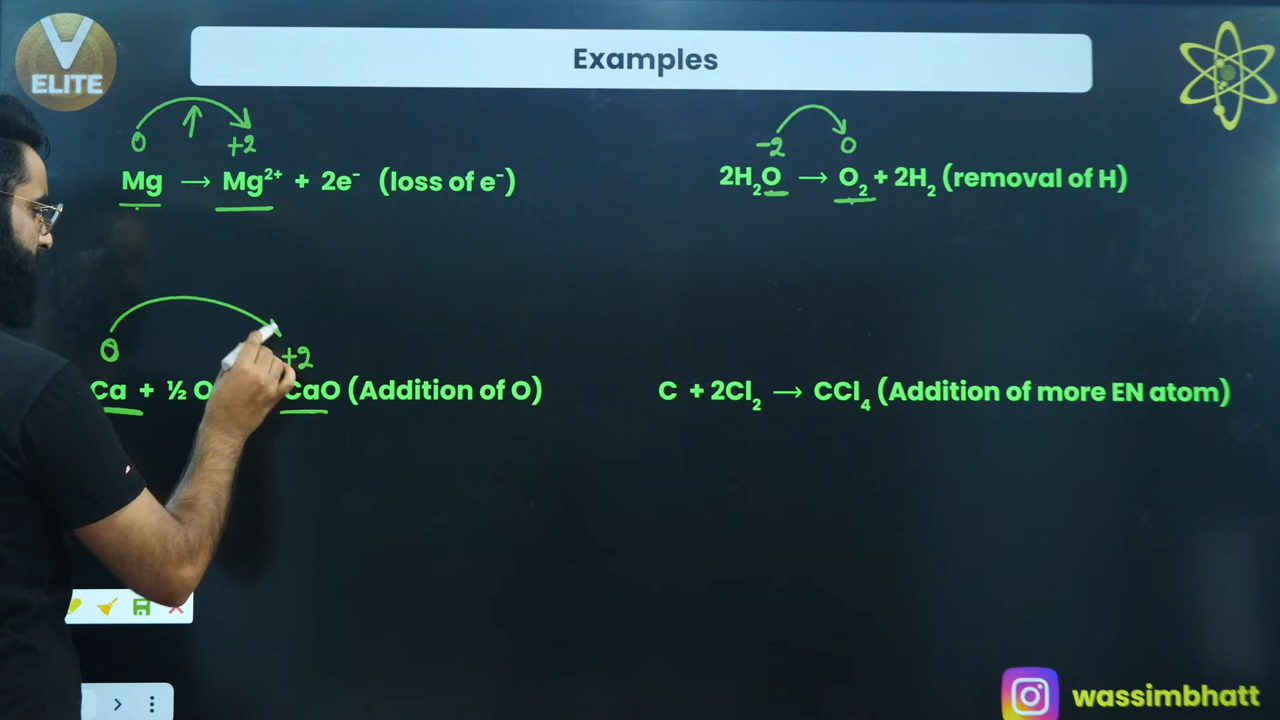 ELITE
Examples
0 ↑ +2
Mg → Mg²⁺ + 2e⁻ (loss of e⁻)
-2 0
2H₂O → O₂ + 2H₂ (removal of H)
0 +2
Ca + ½ O CaO (Addition of O)
C + 2Cl₂ → CCl₄ (Addition of more EN atom)
wassimbhatt